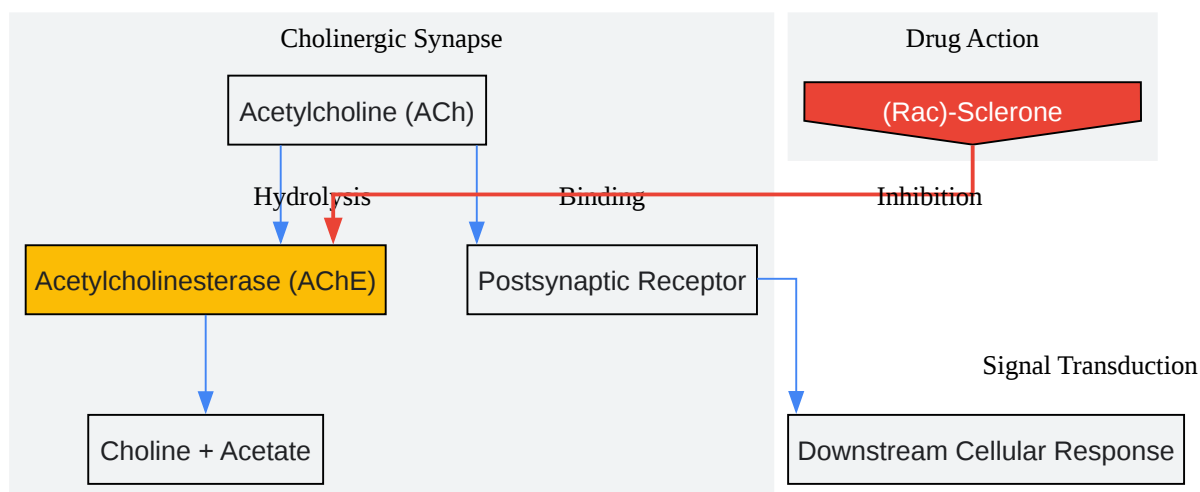 Cholinergic Synapse
Drug Action
Acetylcholine (ACh)
(Rac)-Sclerone
Hydrolysis
Binding
Inhibition
Acetylcholinesterase (AChE)
Postsynaptic Receptor
Signal Transduction
Choline + Acetate
Downstream Cellular Response